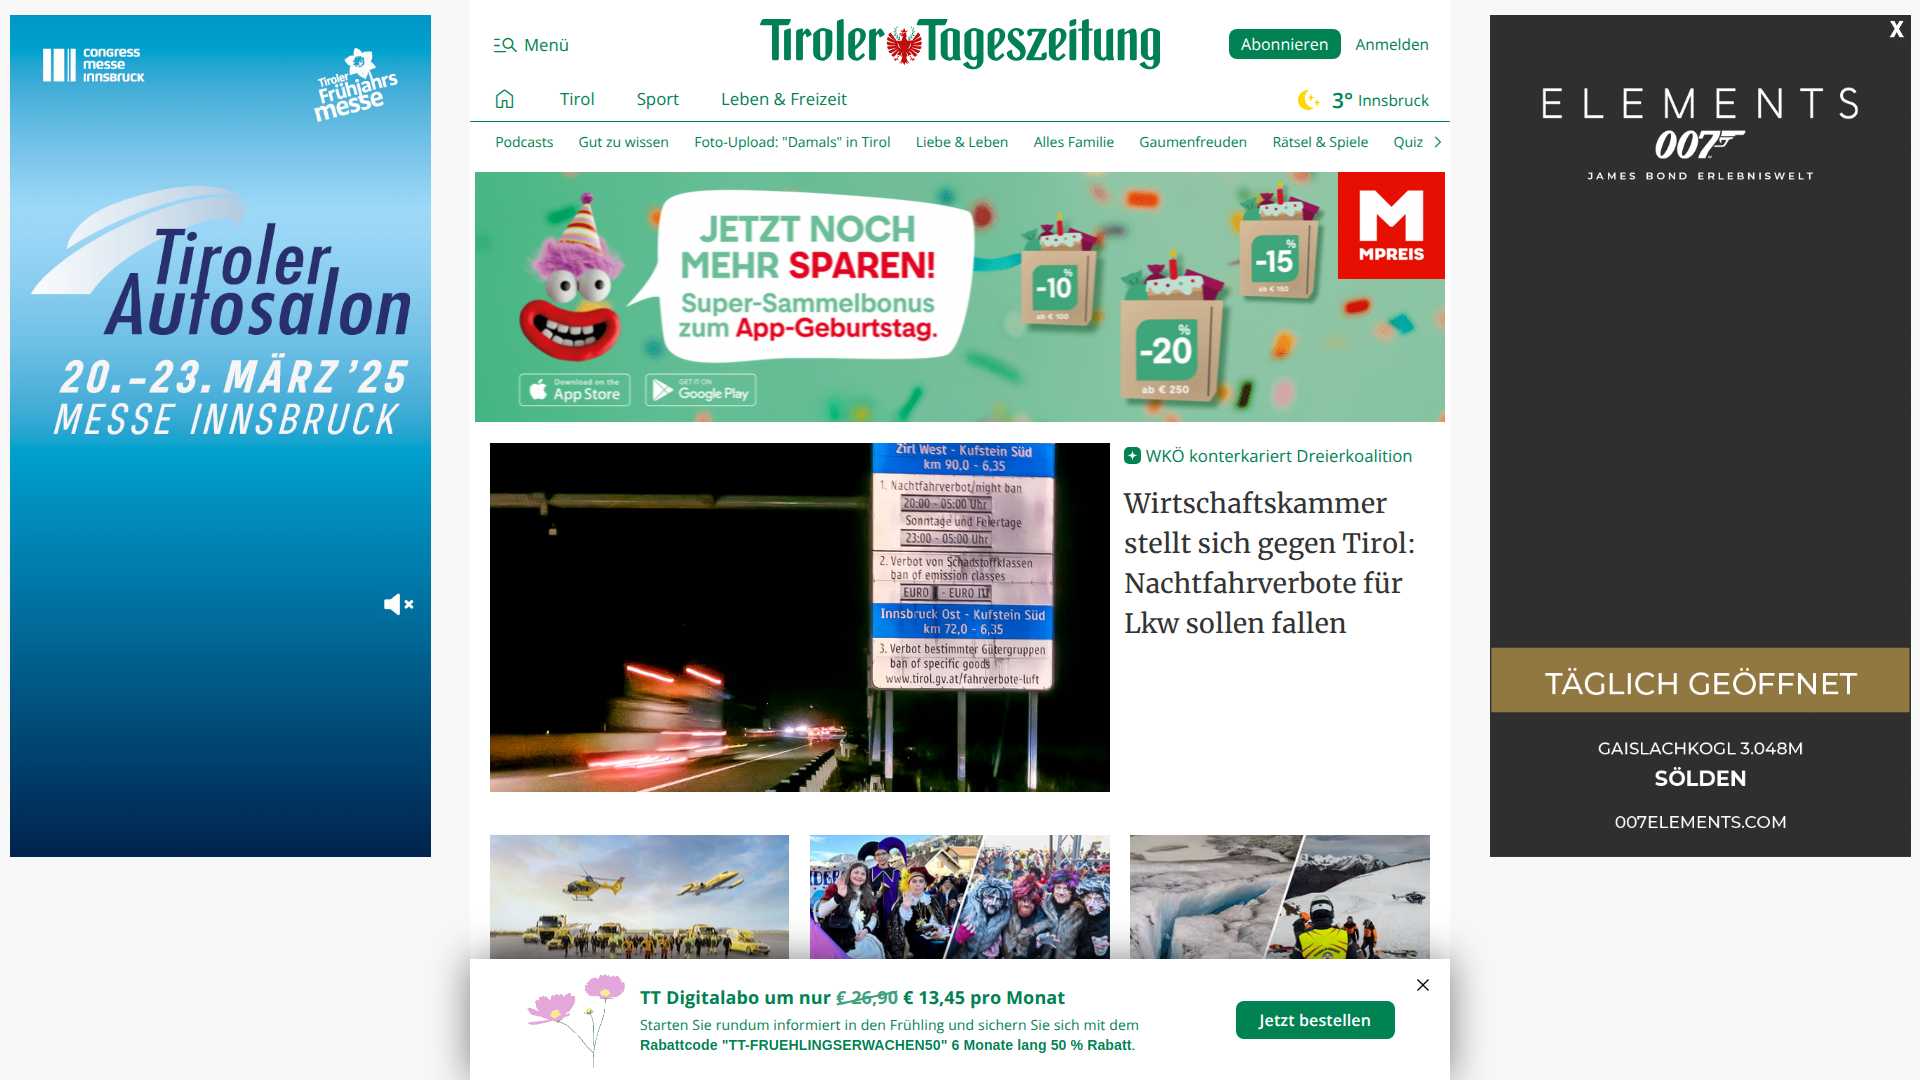 congress
messe
innsbruck
Tiroler
Frühjahrs
messe
Tiroler
Autosalon
20.–23. MÄRZ '25
MESSE INNSBRUCK
Menü
Tiroler Tageszeitung
Abonnieren
Anmelden
Tirol
Sport
Leben & Freizeit
3° Innsbruck
Podcasts
Gut zu wissen
Foto-Upload: "Damals" in Tirol
Liebe & Leben
Alles Familie
Gaumenfreuden
Rätsel & Spiele
Quiz
JETZT NOCH
MEHR SPAREN!
Super-Sammelbonus
zum App-Geburtstag.
Download on the
App Store
GET IT ON
Google Play
-10%
ab € 100
-20%
ab € 250
-15%
ab € 150
M
MPREIS
Zirl West - Kufstein Süd
km 90,0 - 6,35
1. Nachtfahrverbot/night ban
20:00 - 05:00 Uhr
Sonntage und Feiertage
23:00 - 05:00 Uhr
2. Verbot von Schadstoffklassen
ban of emission classes
EURO - EURO IV
Innsbruck Ost - Kufstein Süd
km 72,0 - 6,35
3. Verbot bestimmter Gütergruppen
ban of specific goods
www.tirol.gv.at/fahrverbote-luft
WKÖ konterkariert Dreierkoalition
Wirtschaftskammer
stellt sich gegen Tirol:
Nachtfahrverbote für
Lkw sollen fallen
TT Digitalabo um nur € 26,90 € 13,45 pro Monat
Starten Sie rundum informiert in den Frühling und sichern Sie sich mit dem
Rabattcode "TT-FRUEHLINGSERWACHEN50" 6 Monate lang 50 % Rabatt.
Jetzt bestellen
X
ELEMENTS
007
JAMES BOND ERLEBNISWELT
TÄGLICH GEÖFFNET
GAISLACHKOGL 3.048M
SÖLDEN
007ELEMENTS.COM